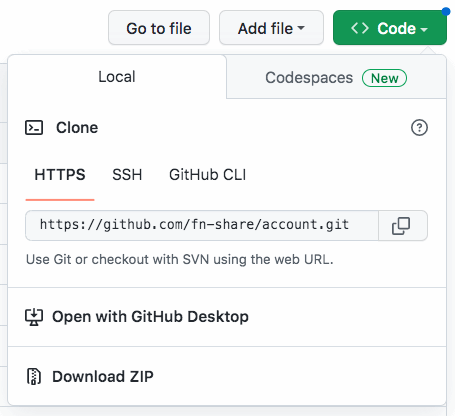 Go to file
Add file
<> Code
Local
Codespaces New
Clone
HTTPS SSH GitHub CLI
https://github.com/fn-share/account.git
Use Git or checkout with SVN using the web URL.
Open with GitHub Desktop
Download ZIP